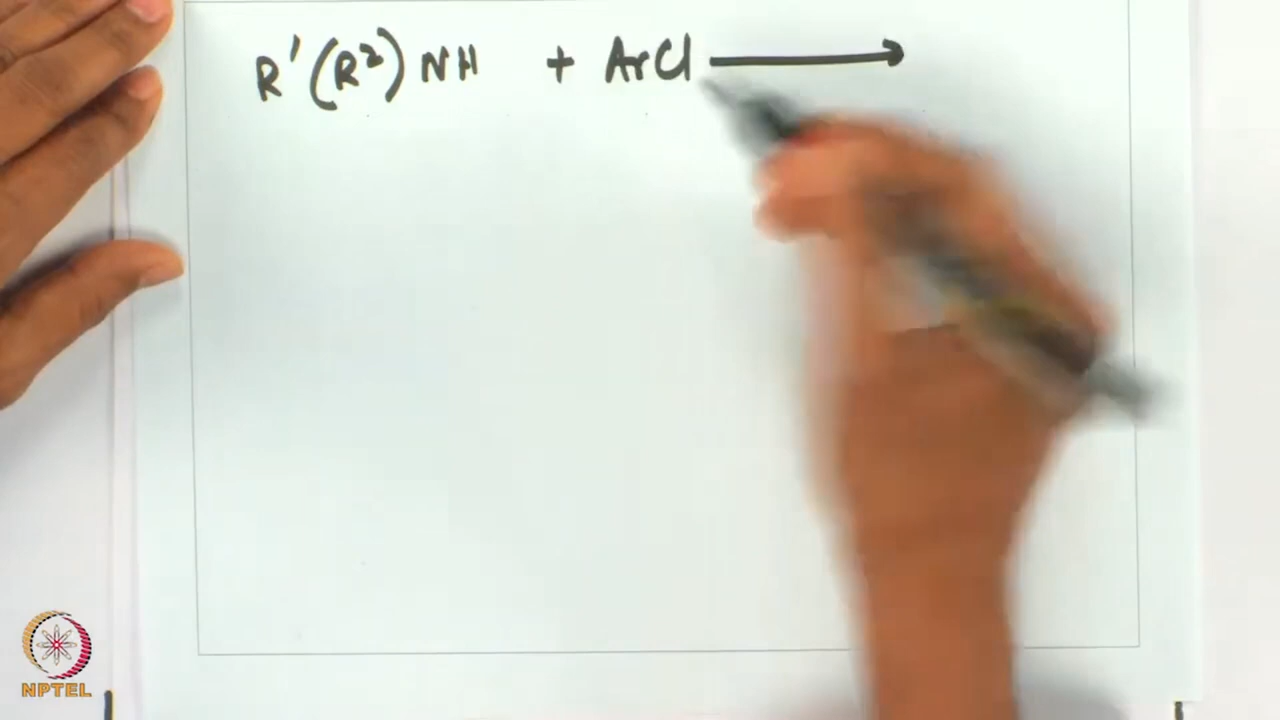 R'(R²)NH + ArCl ⟶
NPTEL